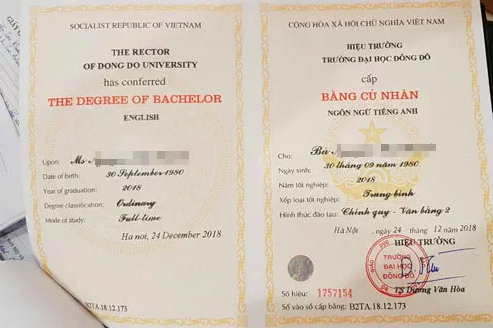 SOCIALIST REPUBLIC OF VIETNAM
THE RECTOR
OF DONG DO UNIVERSITY
has conferred
THE DEGREE OF BACHELOR
ENGLISH
Upon: Ms
Date of birth: 30 September 1980
Year of graduation: 2018
Degree classification: Ordinary
Mode of study: Full-time
Ha noi, 24 December 2018
B2TA.18.12.173
CỘNG HÒA XÃ HỘI CHỦ NGHĨA VIỆT NAM
HIỆU TRƯỞNG
TRƯỜNG ĐẠI HỌC ĐÔNG ĐÔ
cấp
BẰNG CỬ NHÂN
NGÔN NGỮ TIẾNG ANH
Cho: Bà
Ngày sinh: 30 tháng 09 năm 1980
Năm tốt nghiệp: 2018
Xếp loại tốt nghiệp: Trung bình
Hình thức đào tạo: Chính quy - Văn bằng 2
Hà Nội, ngày 24 tháng 12 năm 2018
HIỆU TRƯỞNG
TRƯỜNG
ĐẠI HỌC
ĐÔNG ĐÔ
TS Dương Văn Hòa
Số hiệu: 1757154
Số vào sổ cấp bằng: B2TA.18.12.173